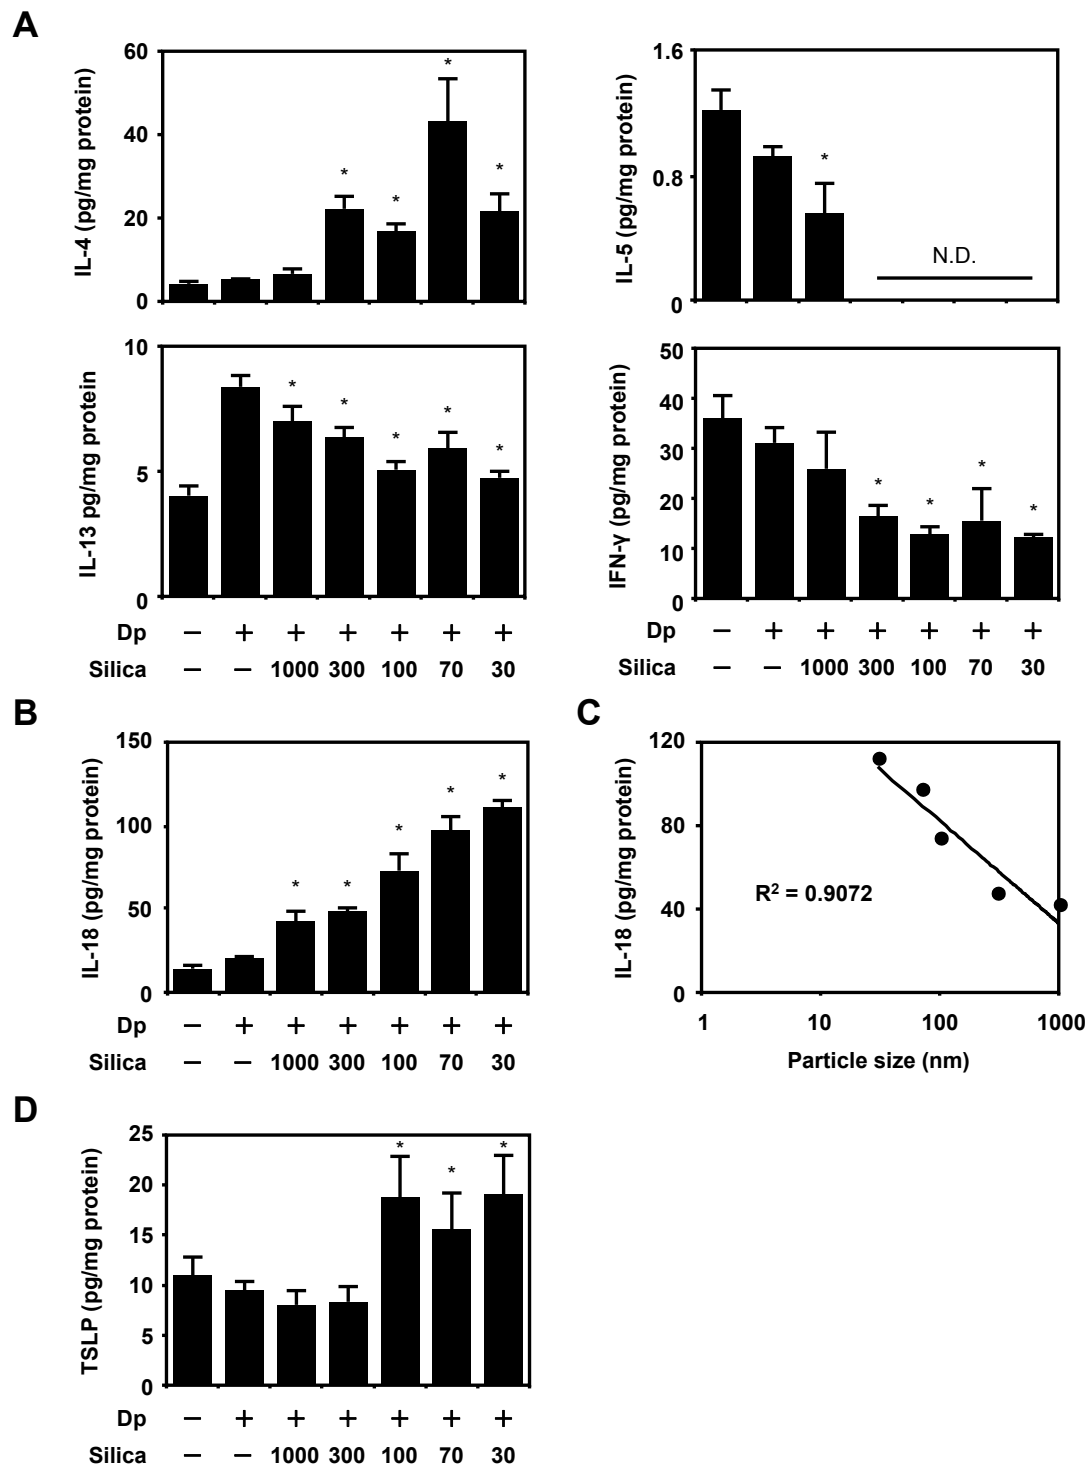 A
60
40
20
0
IL-4 (pg/mg protein)
*
*
*
*
1.6
0.8
0
IL-5 (pg/mg protein)
*
N.D.
10
5
0
IL-13 pg/mg protein
*
*
*
*
*
Dp − + + + + + +
Silica − − 1000 300 100 70 30
50
40
30
20
10
0
IFN-γ (pg/mg protein)
*
*
*
*
Dp − + + + + + +
Silica − − 1000 300 100 70 30
B
150
100
50
0
IL-18 (pg/mg protein)
*
*
*
*
*
Dp − + + + + + +
Silica − − 1000 300 100 70 30
C
120
80
40
0
IL-18 (pg/mg protein)
R² = 0.9072
1 10 100 1000
Particle size (nm)
D
25
20
15
10
5
0
TSLP (pg/mg protein)
*
*
*
Dp − + + + + + +
Silica − − 1000 300 100 70 30